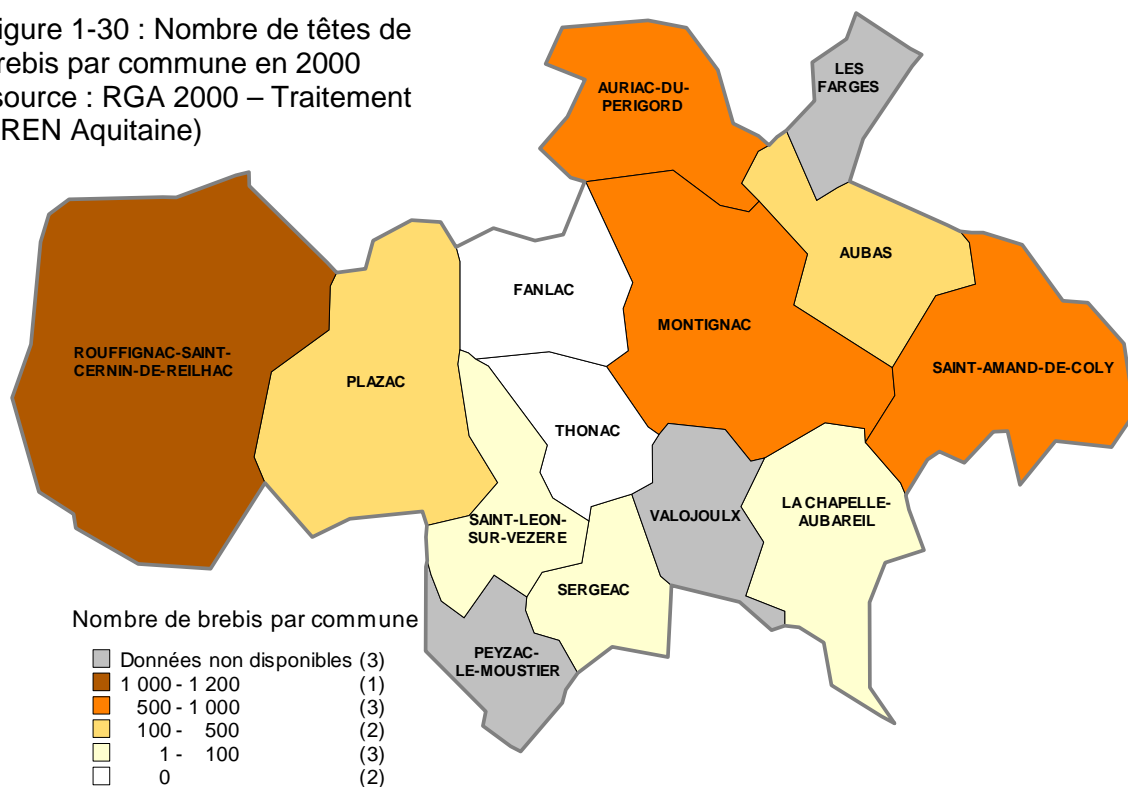 igure 1-30 : Nombre de têtes de
rebis par commune en 2000
source : RGA 2000 – Traitement
REN Aquitaine)
LES
FARGES
AURIAC-DU-
PERIGORD
AUBAS
FANLAC
MONTIGNAC
ROUFFIGNAC-SAINT-
CERNIN-DE-REILHAC
PLAZAC
SAINT-AMAND-DE-COLY
THONAC
LA CHAPELLE-
AUBAREIL
VALOJOULX
SAINT-LEON-
SUR-VEZERE
SERGEAC
PEYZAC-
LE-MOUSTIER
Nombre de brebis par commune
Données non disponibles (3)
1 000 - 1 200 (1)
500 - 1 000 (3)
100 - 500 (2)
1 - 100 (3)
0 (2)